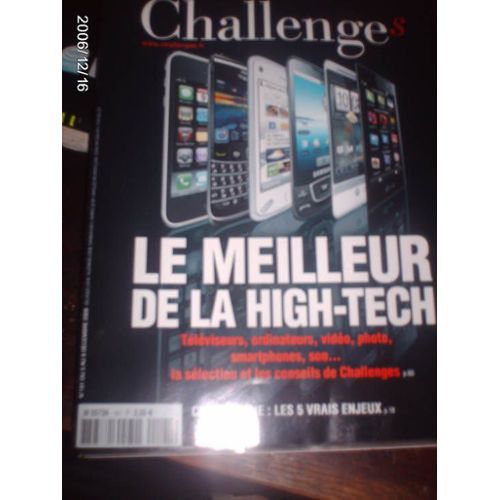 2006/12/16
Challenges
LE MEILLEUR
DE LA HIGH-TECH
Téléviseurs, ordinateurs, vidéo, photo,
smartphones, son...
la sélection et les conseils de Challenges
: LES 5 VRAIS ENJEUX